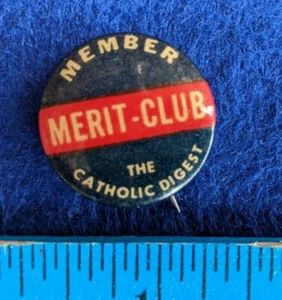 MEMBER
MERIT-CLUB
THE
CATHOLIC DIGEST